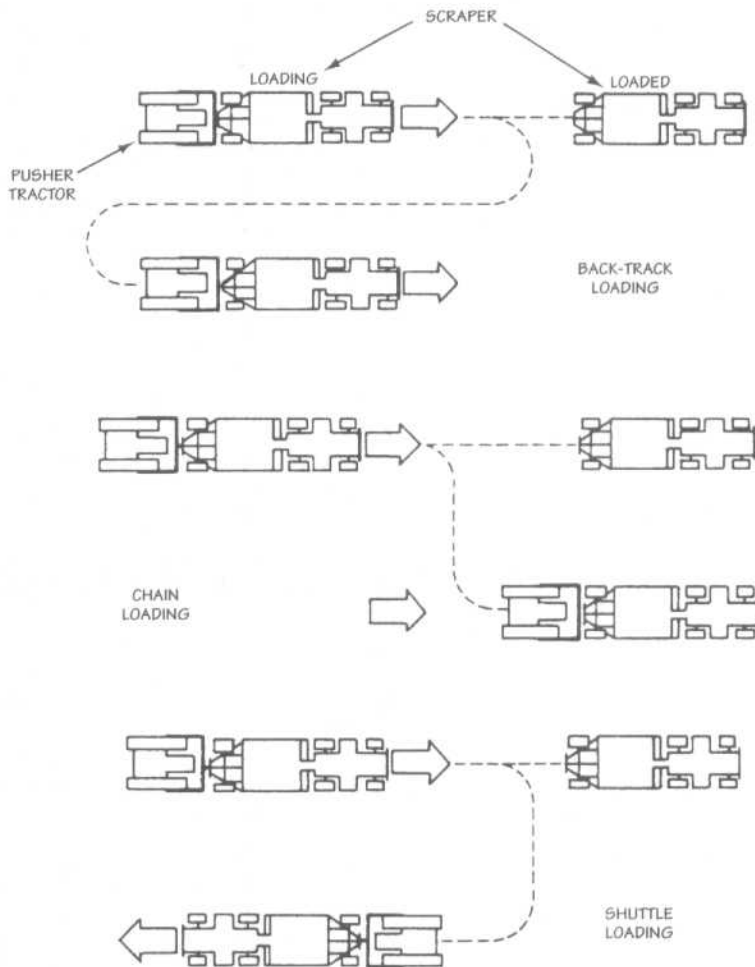 SCRAPER
LOADING
LOADED
PUSHER
TRACTOR
BACK-TRACK
LOADING
CHAIN
LOADING
SHUTTLE
LOADING